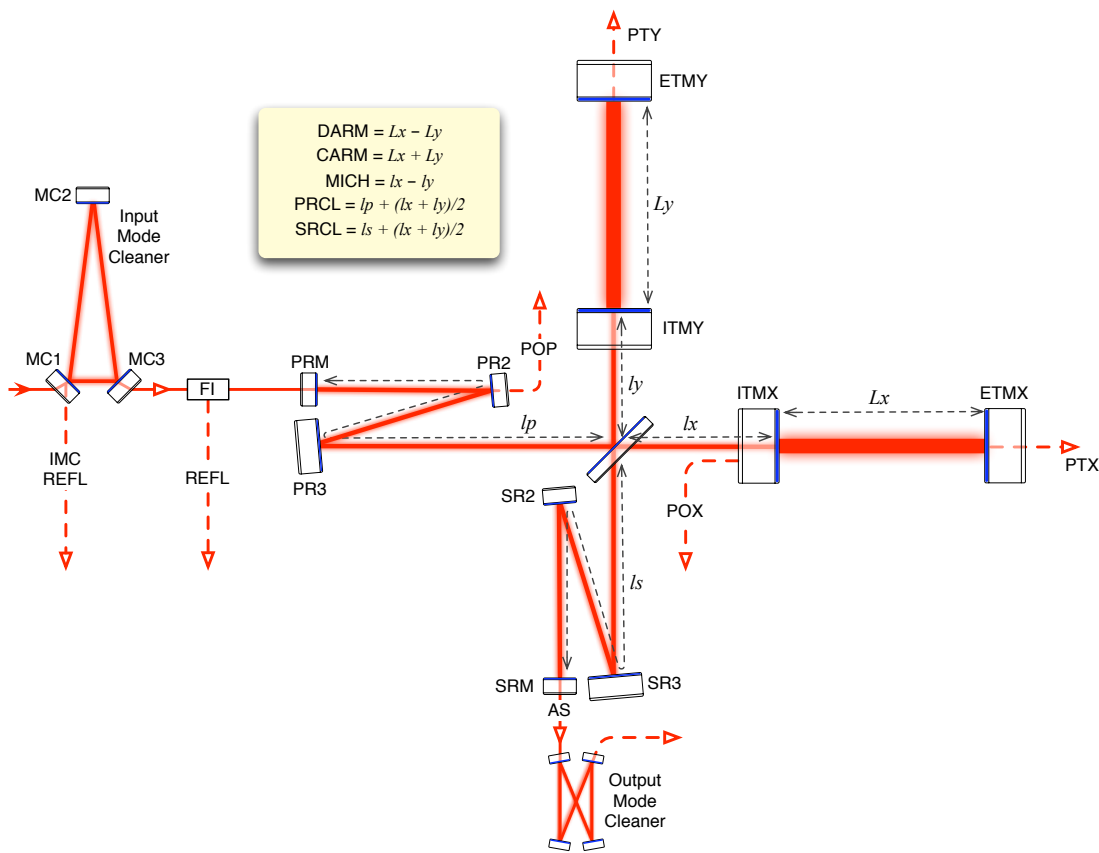 PTY
ETMY
DARM = Lx − Ly
CARM = Lx + Ly
MICH = lx − ly
PRCL = lp + (lx + ly)/2
SRCL = ls + (lx + ly)/2
MC2
Input
Mode
Cleaner
Ly
ITMY
MC1
MC3
FI
PRM
PR2
POP
ly
ITMX
Lx
ETMX
lp
lx
IMC
REFL
REFL
PR3
PTX
SR2
POX
ls
SRM
SR3
AS
Output
Mode
Cleaner